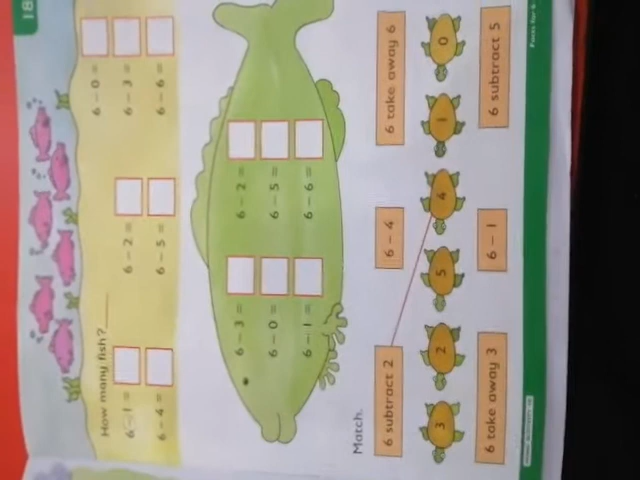 18
How many fish?
6 - 0 =
6 - 1 = 6 - 2 = 6 - 3 =
6 - 4 = 6 - 5 = 6 - 6 =
6 - 3 = 6 - 2 =
6 - 0 = 6 - 5 =
6 - 1 = 6 - 6 =
Match.
6 subtract 2 6 - 4 6 take away 6
3 2 5 4 1 0
6 take away 3 6 - 1 6 subtract 5